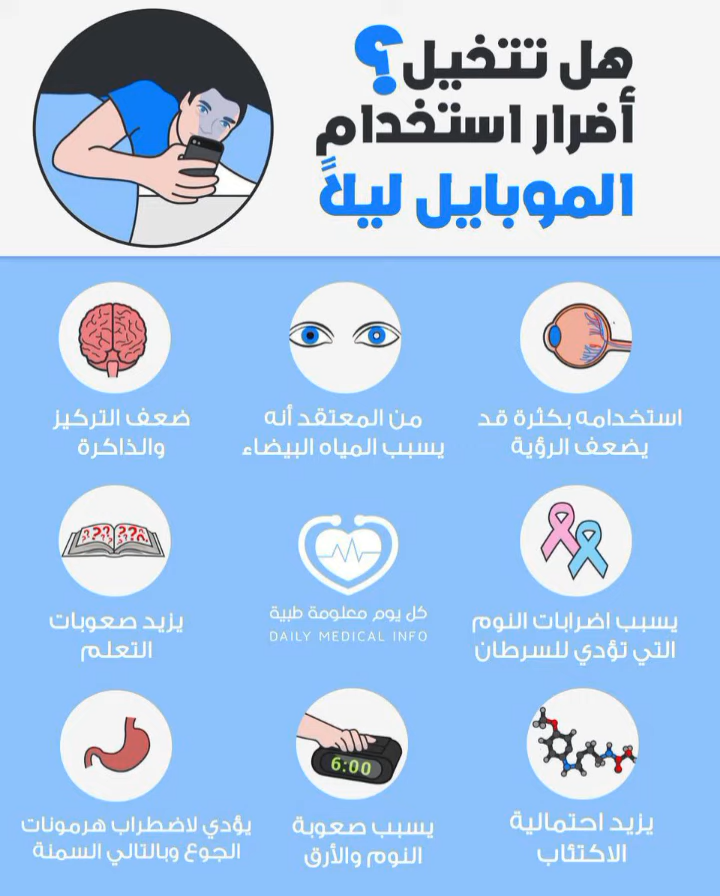 هل تتخيل؟
أضرار استخدام
الموبايل ليلاً
استخدامه بكثرة قد
يضعف الرؤية
من المعتقد أنه
يسبب المياه البيضاء
ضعف التركيز
والذاكرة
يسبب اضرابات النوم
التي تؤدي للسرطان
كل يوم معلومة طبية
DAILY MEDICAL INFO
??? ???
يزيد صعوبات
التعلم
يزيد احتمالية
الاكتئاب
6:00
يسبب صعوبة
النوم والأرق
يؤدي لاضطراب هرمونات
الجوع وبالتالي السمنة